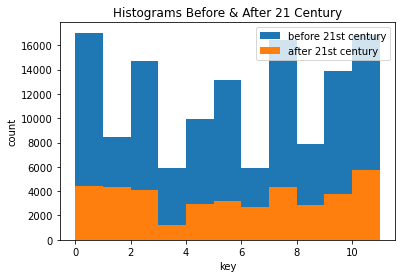 Histograms Before & After 21 Century
before 21st century
after 21st century
16000
14000
12000
10000
8000
6000
4000
2000
0
count
0 2 4 6 8 10
key